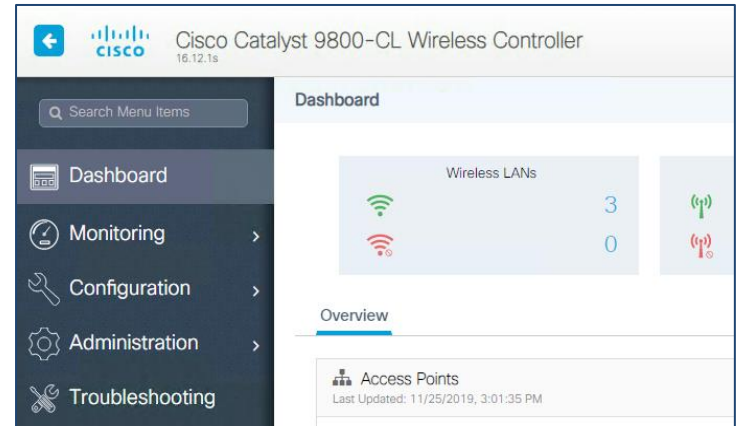 CISCO
Cisco Catalyst 9800-CL Wireless Controller
16.12.1s
Search Menu Items
Dashboard
Monitoring
Configuration
Administration
Troubleshooting
Dashboard
Wireless LANs
3
0
Overview
Access Points
Last Updated: 11/25/2019, 3:01:35 PM